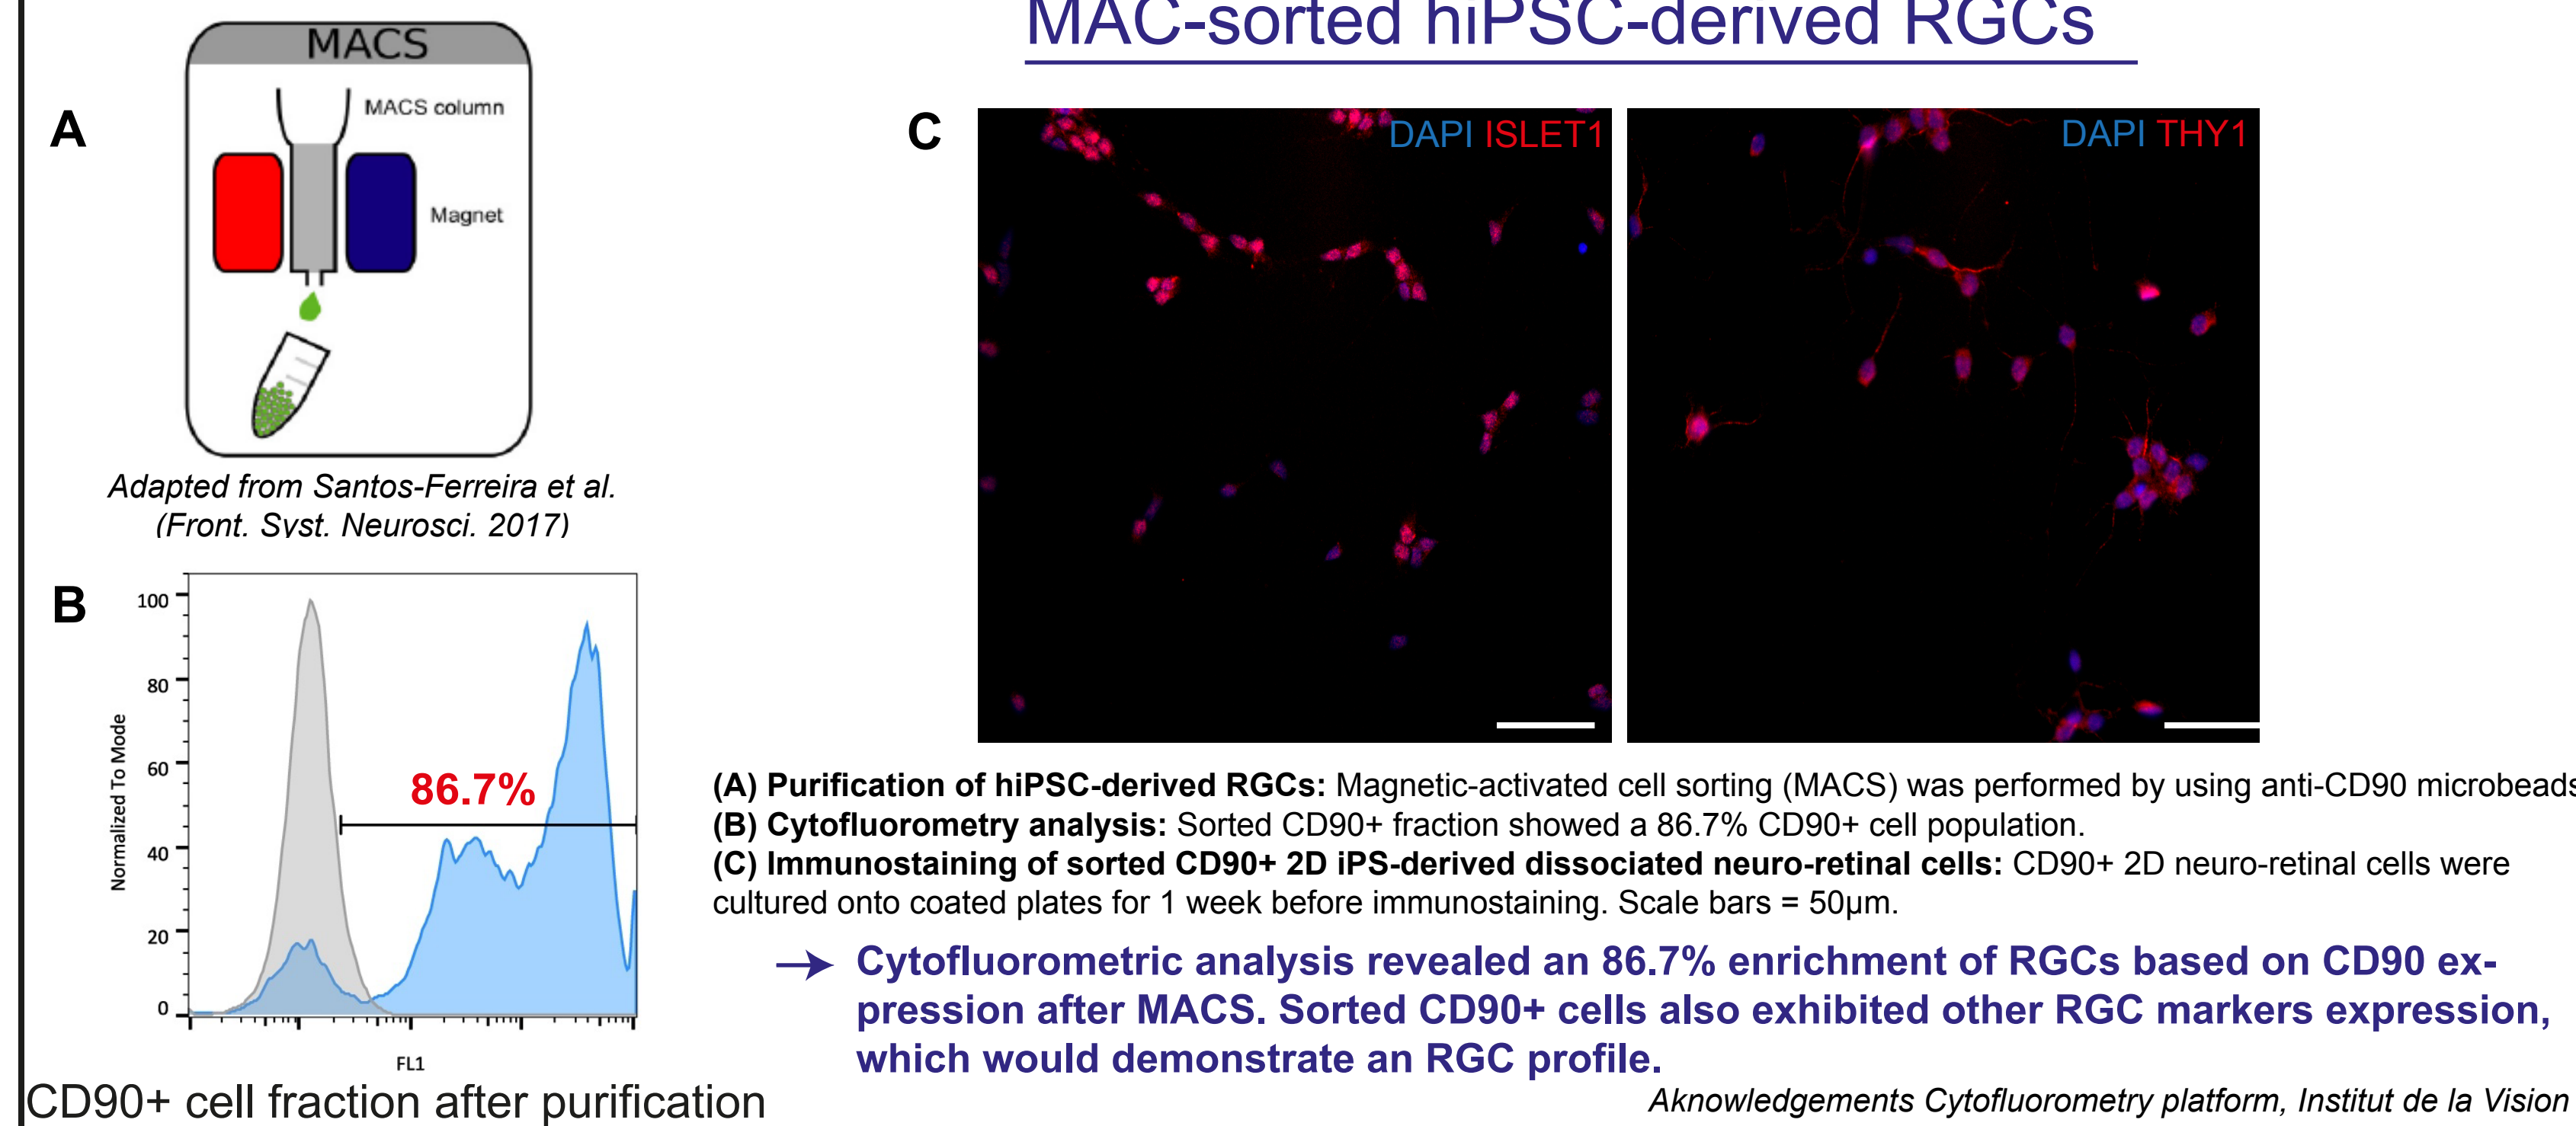 MAC-sorted hiPSC-derived RGCs
A
MACS
MACS column
Magnet
Adapted from Santos-Ferreira et al.
(Front. Syst. Neurosci. 2017)
B
100
80
60
40
20
0
Normalized To Mode
86.7%
FL1
CD90+ cell fraction after purification
C
DAPI ISLET1
DAPI THY1
(A) Purification of hiPSC-derived RGCs: Magnetic-activated cell sorting (MACS) was performed by using anti-CD90 microbeads
(B) Cytofluorometry analysis: Sorted CD90+ fraction showed a 86.7% CD90+ cell population.
(C) Immunostaining of sorted CD90+ 2D iPS-derived dissociated neuro-retinal cells: CD90+ 2D neuro-retinal cells were
cultured onto coated plates for 1 week before immunostaining. Scale bars = 50µm.
Cytofluorometric analysis revealed an 86.7% enrichment of RGCs based on CD90 ex-
pression after MACS. Sorted CD90+ cells also exhibited other RGC markers expression,
which would demonstrate an RGC profile.
Aknowledgements Cytofluorometry platform, Institut de la Vision